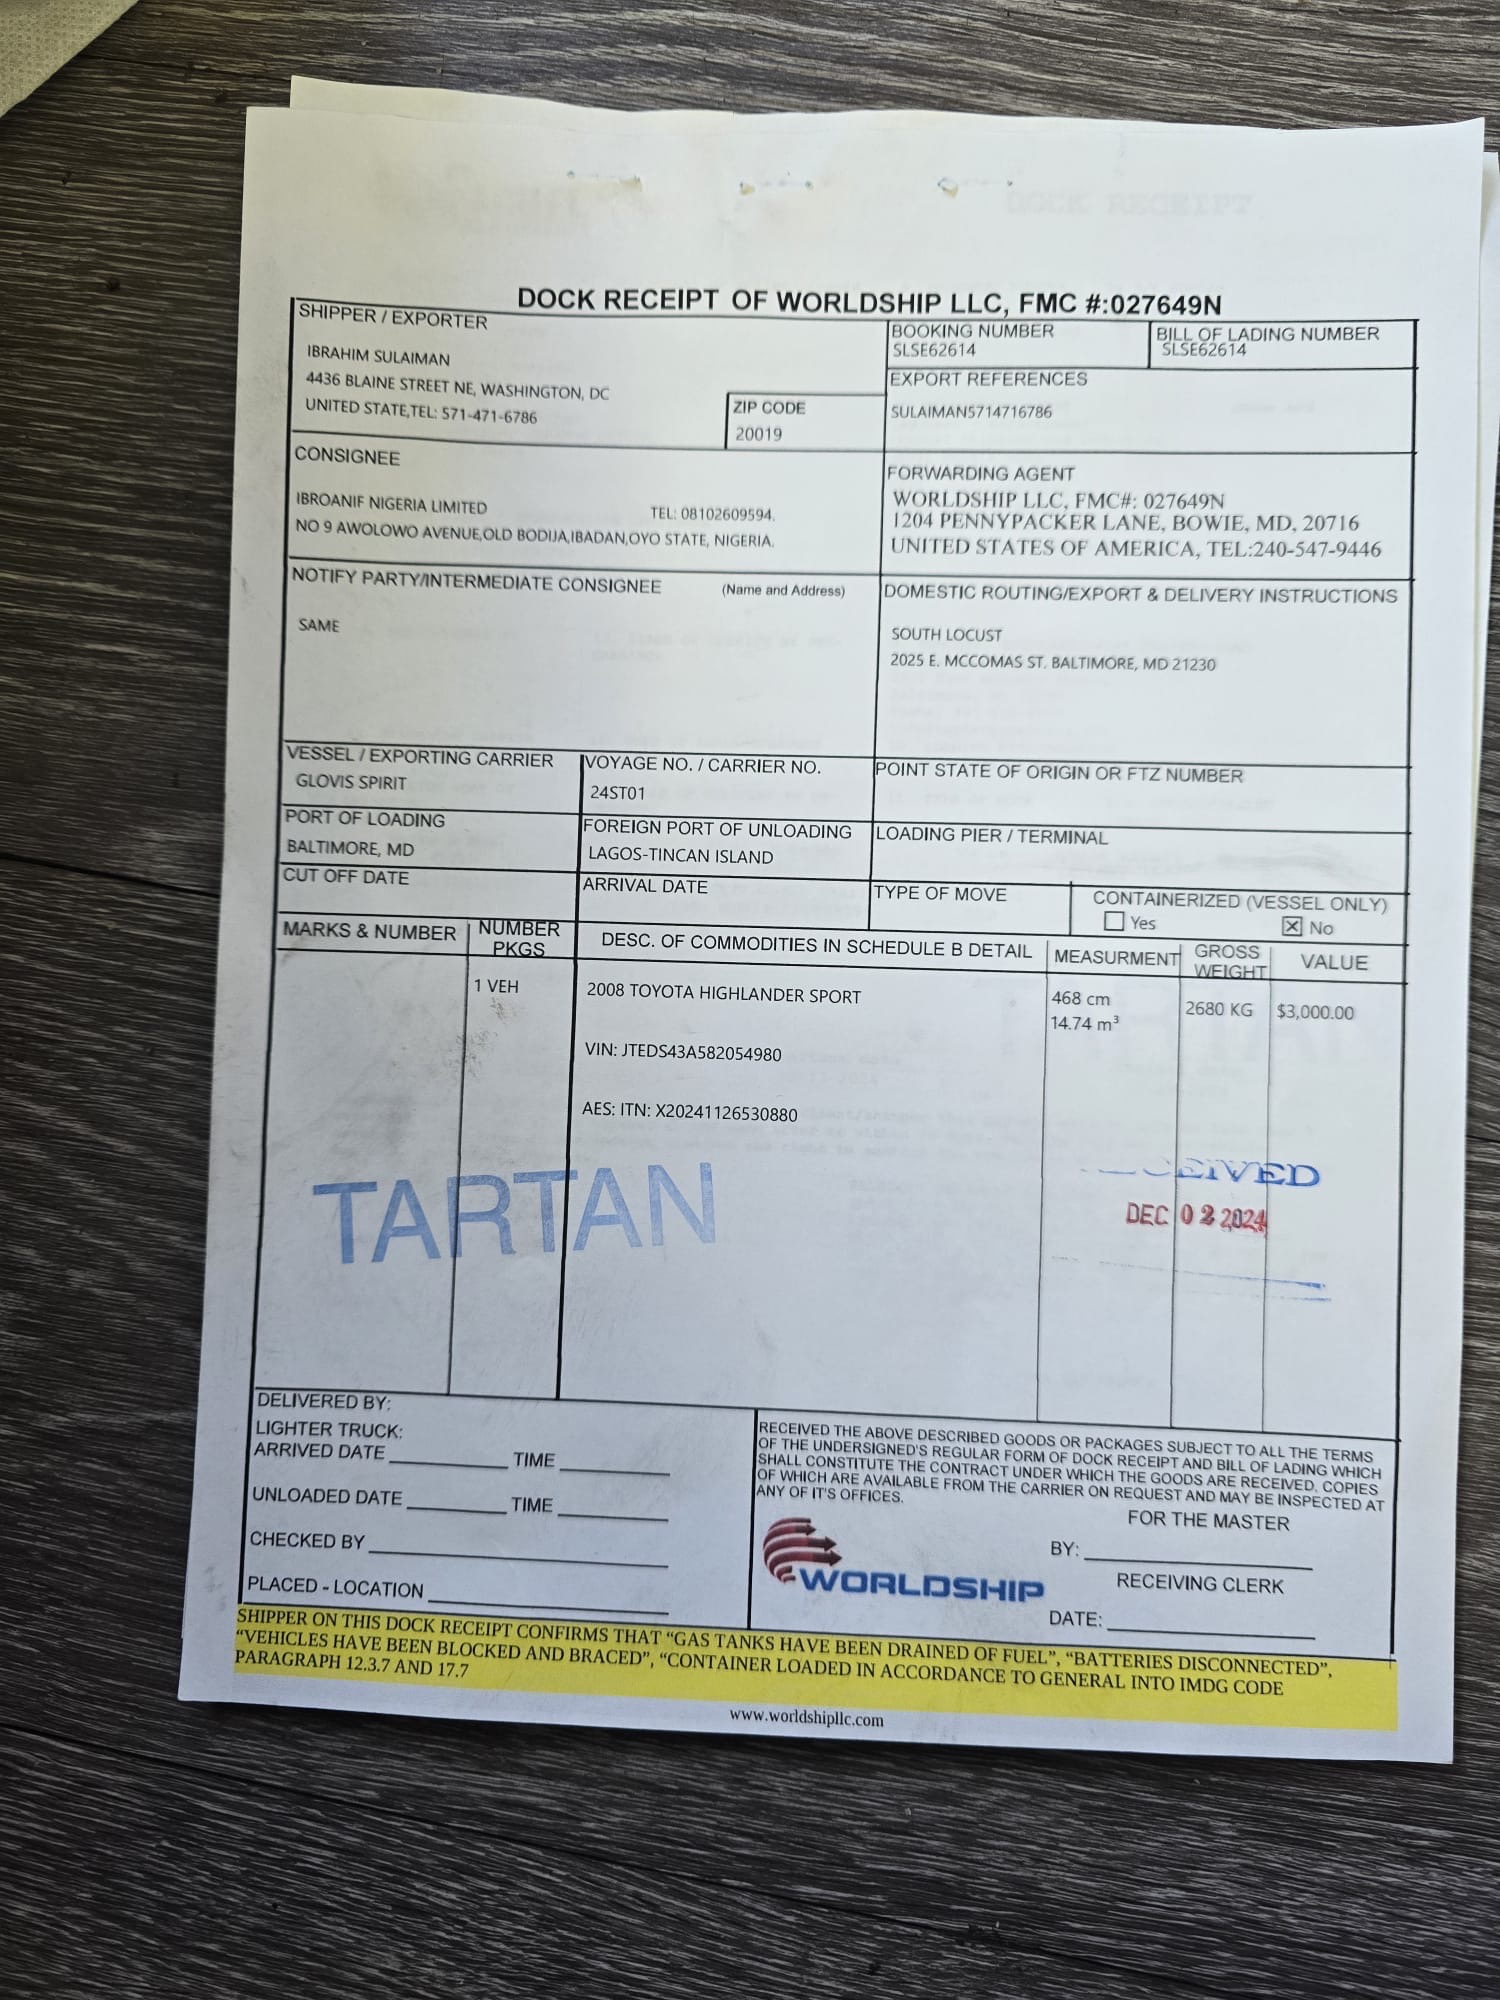 DOCK RECEIPT OF WORLDSHIP LLC, FMC #:027649N
SHIPPER / EXPORTER
IBRAHIM SULAIMAN
4436 BLAINE STREET NE, WASHINGTON, DC
UNITED STATE,TEL: 571-471-6786
ZIP CODE
20019
BOOKING NUMBER
SLSE62614
BILL OF LADING NUMBER
SLSE62614
EXPORT REFERENCES
SULAIMAN5714716786
CONSIGNEE
IBROANIF NIGERIA LIMITED TEL: 08102609594.
NO 9 AWOLOWO AVENUE,OLD BODIJA,IBADAN,OYO STATE, NIGERIA.
FORWARDING AGENT
WORLDSHIP LLC, FMC#: 027649N
1204 PENNYPACKER LANE, BOWIE, MD, 20716
UNITED STATES OF AMERICA, TEL:240-547-9446
NOTIFY PARTY/INTERMEDIATE CONSIGNEE (Name and Address)
SAME
DOMESTIC ROUTING/EXPORT & DELIVERY INSTRUCTIONS
SOUTH LOCUST
2025 E. MCCOMAS ST. BALTIMORE, MD 21230
VESSEL / EXPORTING CARRIER
GLOVIS SPIRIT
VOYAGE NO. / CARRIER NO.
24ST01
POINT STATE OF ORIGIN OR FTZ NUMBER
PORT OF LOADING
BALTIMORE, MD
FOREIGN PORT OF UNLOADING
LAGOS-TINCAN ISLAND
LOADING PIER / TERMINAL
CUT OFF DATE
ARRIVAL DATE
TYPE OF MOVE
CONTAINERIZED (VESSEL ONLY)
☐ Yes ☒ No
MARKS & NUMBER
NUMBER
PKGS
DESC. OF COMMODITIES IN SCHEDULE B DETAIL
MEASURMENT
GROSS
WEIGHT
VALUE
1 VEH
2008 TOYOTA HIGHLANDER SPORT
468 cm
14.74 m³
2680 KG
$3,000.00
VIN: JTEDS43A582054980
AES: ITN: X20241126530880
TARTAN
CEIVED
DEC 02 2024
DELIVERED BY:
LIGHTER TRUCK:
ARRIVED DATE TIME
UNLOADED DATE TIME
CHECKED BY
PLACED - LOCATION
RECEIVED THE ABOVE DESCRIBED GOODS OR PACKAGES SUBJECT TO ALL THE TERMS
OF THE UNDERSIGNED'S REGULAR FORM OF DOCK RECEIPT AND BILL OF LADING WHICH
SHALL CONSTITUTE THE CONTRACT UNDER WHICH THE GOODS ARE RECEIVED, COPIES
OF WHICH ARE AVAILABLE FROM THE CARRIER ON REQUEST AND MAY BE INSPECTED AT
ANY OF IT'S OFFICES.
FOR THE MASTER
BY:
RECEIVING CLERK
DATE:
WORLDSHIP
SHIPPER ON THIS DOCK RECEIPT CONFIRMS THAT “GAS TANKS HAVE BEEN DRAINED OF FUEL”, “BATTERIES DISCONNECTED”,
“VEHICLES HAVE BEEN BLOCKED AND BRACED”, “CONTAINER LOADED IN ACCORDANCE TO GENERAL INTO IMDG CODE
PARAGRAPH 12.3.7 AND 17.7
www.worldshipllc.com